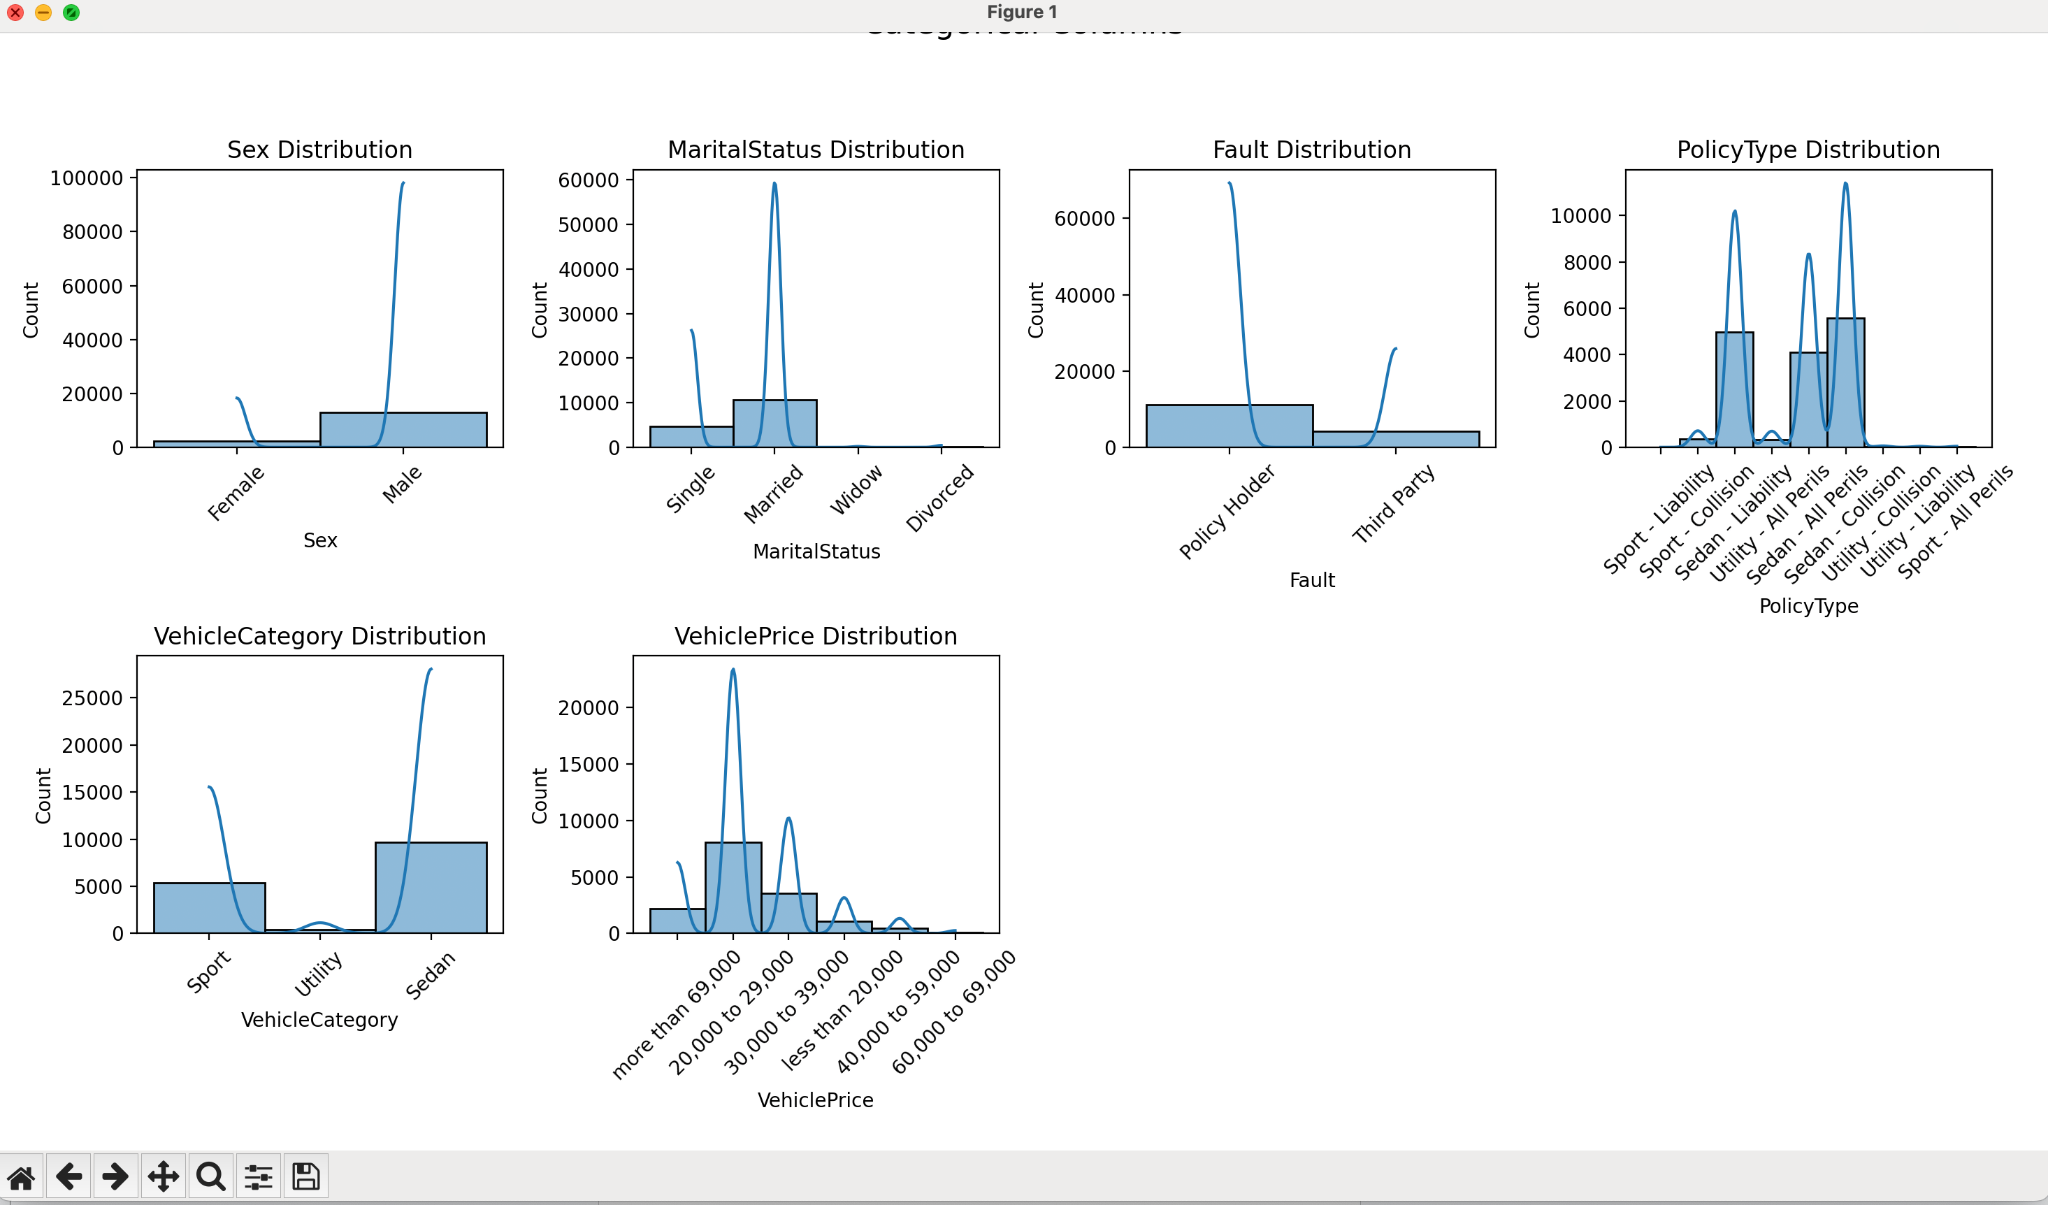 Figure 1
Categorical Columns
Sex Distribution
100000
80000
60000
40000
20000
0
Count
Female
Male
Sex
MaritalStatus Distribution
60000
50000
40000
30000
20000
10000
0
Count
Single
Married
Widow
Divorced
MaritalStatus
Fault Distribution
60000
40000
20000
0
Count
Policy Holder
Third Party
Fault
PolicyType Distribution
10000
8000
6000
4000
2000
0
Count
Sport - Liability
Sport - Collision
Sedan - Liability
Utility - All Perils
Sedan - All Perils
Sedan - Collision
Utility - Collision
Utility - Liability
Sport - All Perils
PolicyType
VehicleCategory Distribution
25000
20000
15000
10000
5000
0
Count
Sport
Utility
Sedan
VehicleCategory
VehiclePrice Distribution
20000
15000
10000
5000
0
Count
more than 69,000
20,000 to 29,000
30,000 to 39,000
less than 20,000
40,000 to 59,000
60,000 to 69,000
VehiclePrice